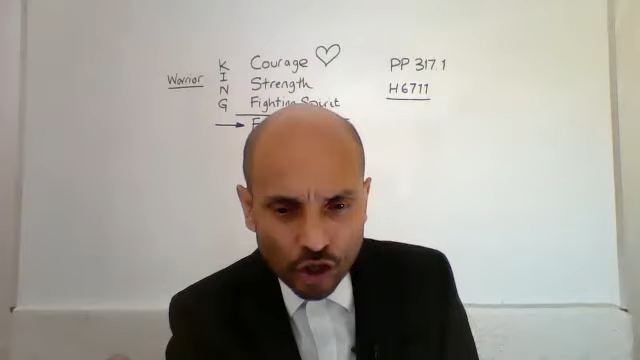 K Courage PP 317.1
Warrior I Strength H6711
N
G Fighting Spirit